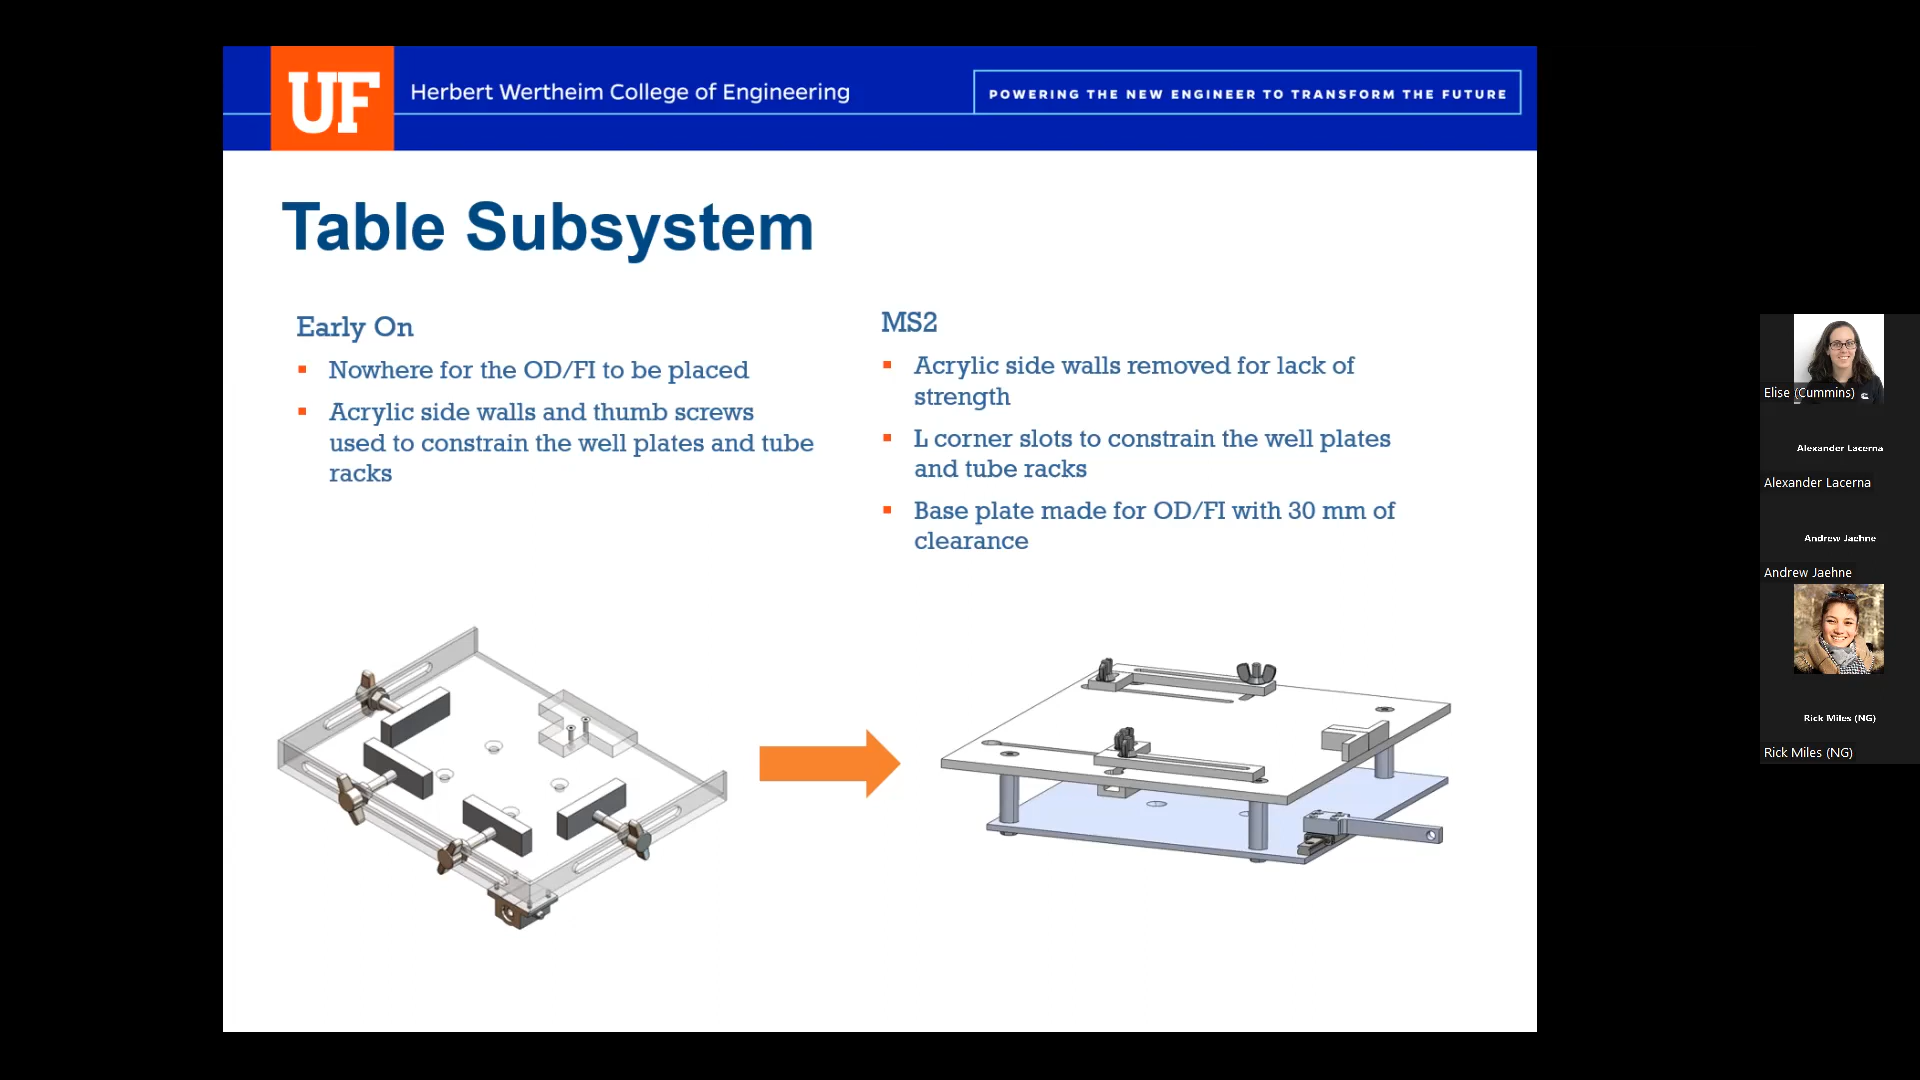 UF
Herbert Wertheim College of Engineering
POWERING THE NEW ENGINEER TO TRANSFORM THE FUTURE
Table Subsystem
Early On
Nowhere for the OD/FI to be placed
Acrylic side walls and thumb screws
used to constrain the well plates and tube
racks
MS2
Acrylic side walls removed for lack of
strength
L corner slots to constrain the well plates
and tube racks
Base plate made for OD/FI with 30 mm of
clearance
Elise (Cummins)
Alexander Lacerna
Alexander Lacerna
Andrew Jaehne
Andrew Jaehne
Rick Miles (NG)
Rick Miles (NG)